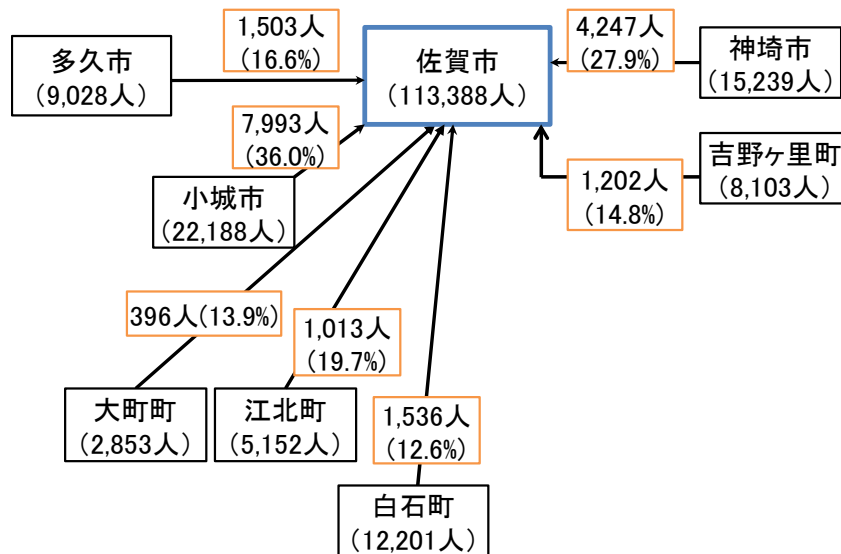 多久市
(9,028人)
1,503人
(16.6%)
佐賀市
(113,388人)
4,247人
(27.9%)
神埼市
(15,239人)
7,993人
(36.0%)
小城市
(22,188人)
1,202人
(14.8%)
吉野ヶ里町
(8,103人)
396人(13.9%)
1,013人
(19.7%)
大町町
(2,853人)
江北町
(5,152人)
1,536人
(12.6%)
白石町
(12,201人)